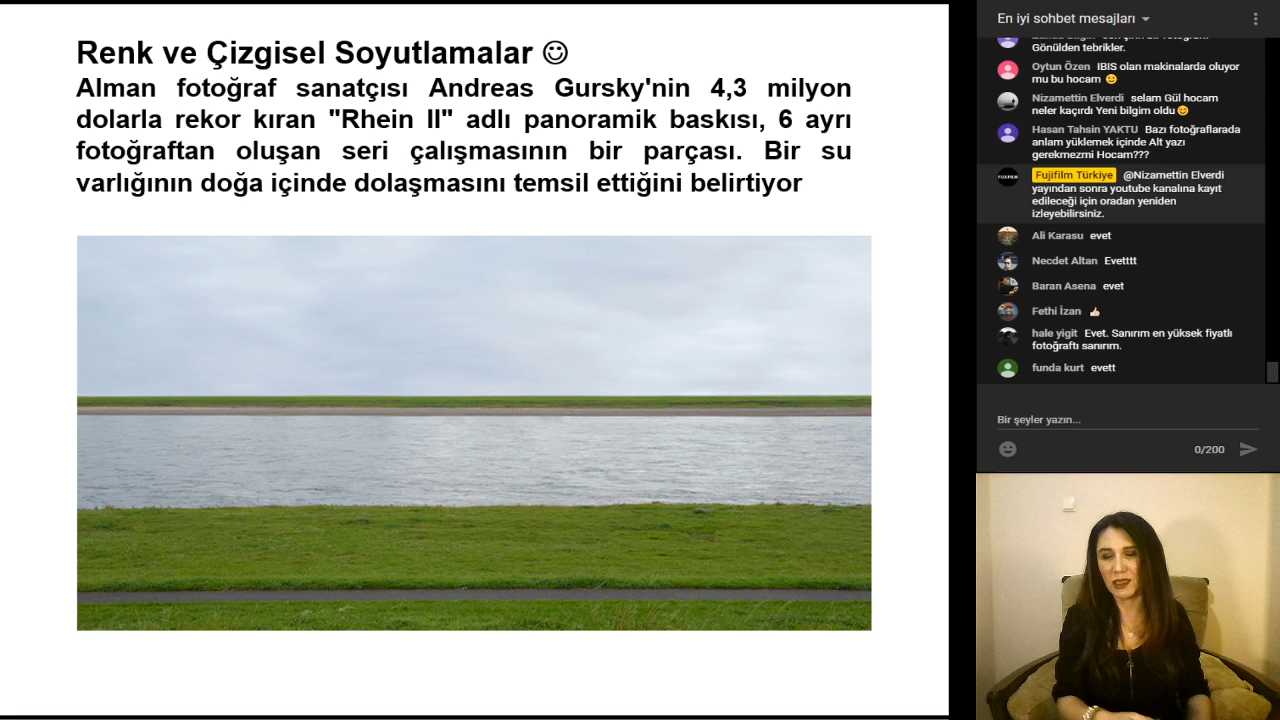 Renk ve Çizgisel Soyutlamalar ☺
Alman fotoğraf sanatçısı Andreas Gursky'nin 4,3 milyon
dolarla rekor kıran "Rhein II" adlı panoramik baskısı, 6 ayrı
fotoğraftan oluşan seri çalışmasının bir parçası. Bir su
varlığının doğa içinde dolaşmasını temsil ettiğini belirtiyor
En iyi sohbet mesajları
Gönülden tebrikler.
Oytun Özen IBIS olan makinalarda oluyor
mu bu hocam 😊
Nizamettin Elverdi selam Gül hocam
neler kaçırdı Yeni bilgim oldu😊
Hasan Tahsin YAKTU Bazı fotoğraflarada
anlam yüklemek içinde Alt yazı
gerekmezmi Hocam???
Fujifilm Türkiye @Nizamettin Elverdi
yayından sonra youtube kanalına kayıt
edileceği için oradan yeniden
izleyebilirsiniz.
Ali Karasu evet
Necdet Altan Evetttt
Baran Asena evet
Fethi İzan 👍
hale yigit Evet. Sanırım en yüksek fiyatlı
fotoğraftı sanırım.
funda kurt evett
Bir şeyler yazın...
0/200